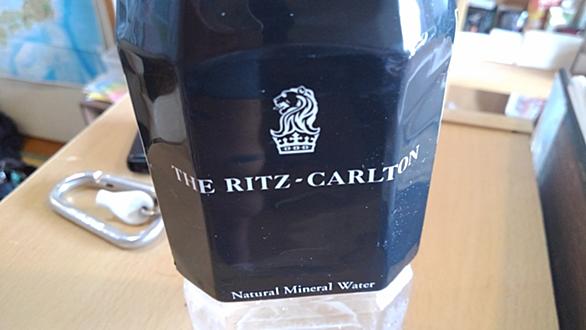 THE RITZ-CARLTON
Natural Mineral Water